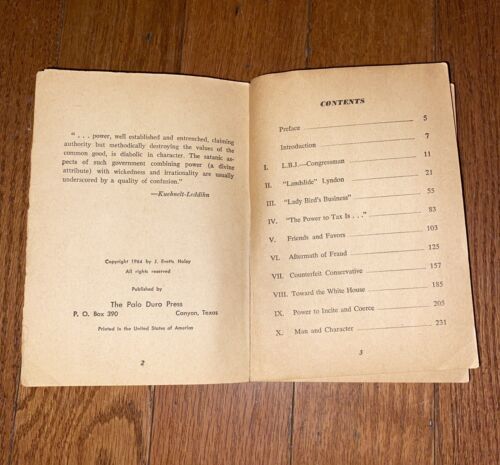 ". . . power, well established and entrenched, claiming
authority but methodically destroying the values of the
common good, is diabolic in character. The satanic as-
pects of such government combining power (a divine
attribute) with wickedness and irrationality are usually
underscored by a quality of confusion."
—Kuehnelt-Leddihn
Copyright 1964 by J. Evetts Haley
All rights reserved
Published by
The Palo Duro Press
P. O. Box 390 Canyon, Texas
Printed in the United States of America
2
CONTENTS
Preface 5
Introduction 7
I. L.B.J.—Congressman 11
II. "Landslide" Lyndon 21
III. "Lady Bird's Business" 55
IV. "The Power to Tax Is . . ." 83
V. Friends and Favors 103
VI. Aftermath of Fraud 125
VII. Counterfeit Conservative 157
VIII. Toward the White House 185
IX. Power to Incite and Coerce 205
X. Man and Character 231
3